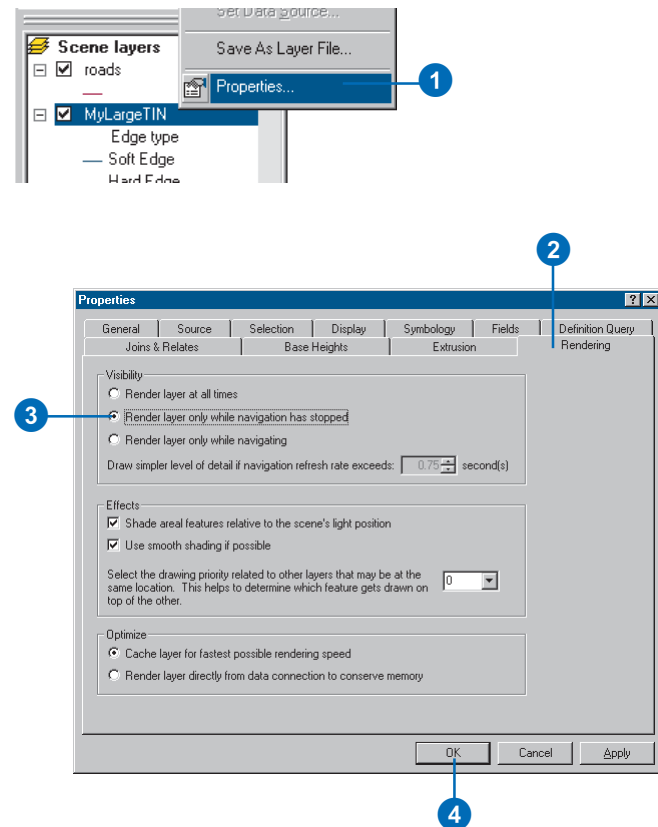 Set Data Source...
Scene layers
Save As Layer File...
roads
Properties...
1
MyLargeTIN
Edge type
Soft Edge
Hard Edge
2
Properties
General Source Selection Display Symbology Fields Definition Query
Joins & Relates Base Heights Extrusion Rendering
Visibility
Render layer at all times
3
Render layer only while navigation has stopped
Render layer only while navigating
Draw simpler level of detail if navigation refresh rate exceeds: 0.75 second(s)
Effects
Shade areal features relative to the scene's light position
Use smooth shading if possible
Select the drawing priority related to other layers that may be at the
same location. This helps to determine which feature gets drawn on
top of the other.
0
Optimize
Cache layer for fastest possible rendering speed
Render layer directly from data connection to conserve memory
OK Cancel Apply
4